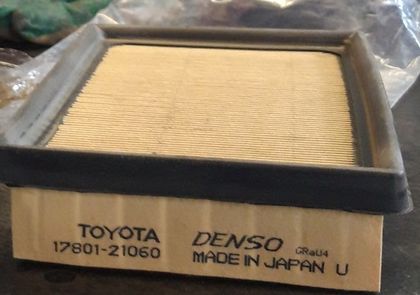 TOYOTA DENSO GRaU4
17801-21060 MADE IN JAPAN U